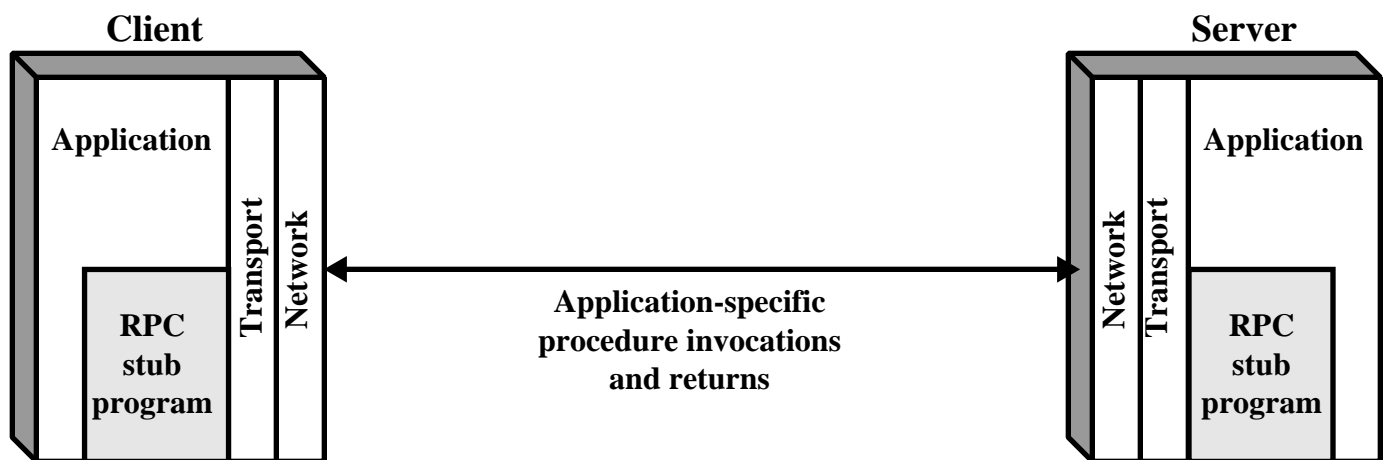 Client
Application
RPC
stub
program
Transport
Network
Application-specific
procedure invocations
and returns
Server
Network
Transport
Application
RPC
stub
program